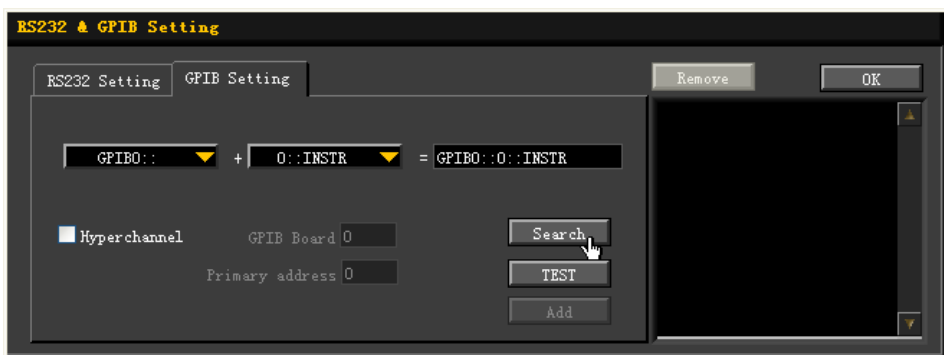 RS232 & GPIB Setting
RS232 Setting GPIB Setting Remove OK
GPIB0:: + 0::INSTR = GPIB0::0::INSTR
Hyperchannel GPIB Board 0 Search
Primary address 0 TEST
Add